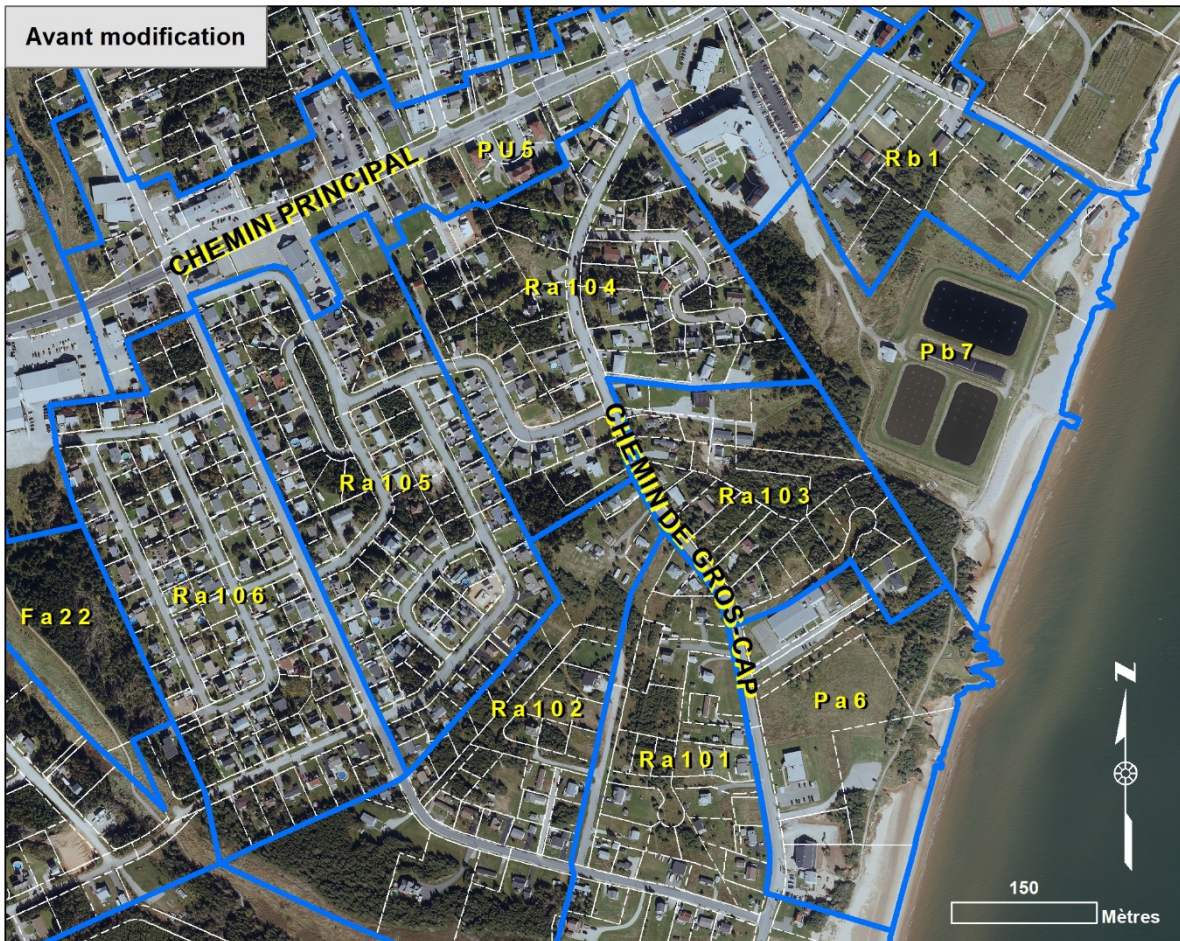 Avant modification
PU5
Rb1
CHEMIN PRINCIPAL
Ra104
Pb7
CHEMIN DE GROS-CAP
Ra105
Ra103
Ra106
Fa22
Ra102
Pa6
Ra101
N
150
Mètres